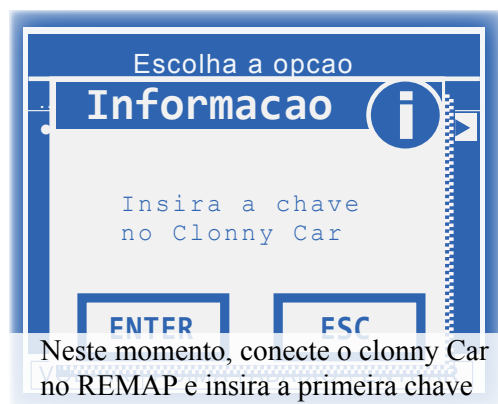 Escolha a opcao
Informacao i
Insira a chave
no Clonny Car
ENTER ESC
Neste momento, conecte o clonny Car
no REMAP e insira a primeira chave